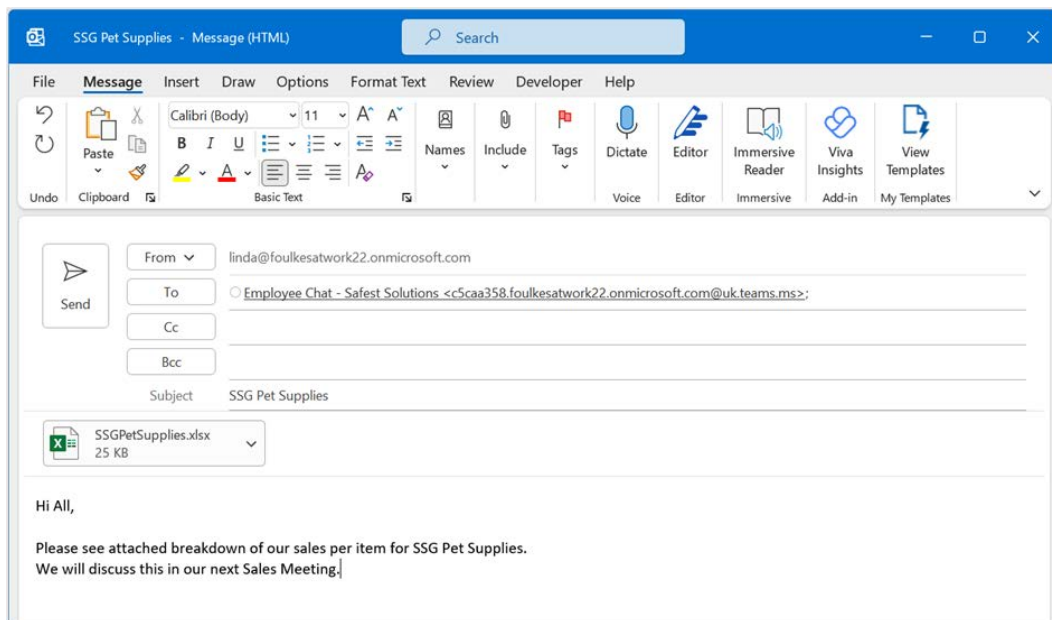 SSG Pet Supplies - Message (HTML)
Search
File Message Insert Draw Options Format Text Review Developer Help
Calibri (Body) 11 A A
Paste B I U A A Names Include Tags Dictate Editor Immersive Reader Viva Insights View Templates
Undo Clipboard Basic Text Voice Editor Immersive Add-in My Templates
From linda@foulkesatwork22.onmicrosoft.com
Send To Employee Chat - Safest Solutions <c5caa358.foulkesatwork22.onmicrosoft.com@uk.teams.ms>;
Cc
Bcc
Subject SSG Pet Supplies
SSGPetSupplies.xlsx
25 KB
Hi All,
Please see attached breakdown of our sales per item for SSG Pet Supplies.
We will discuss this in our next Sales Meeting.